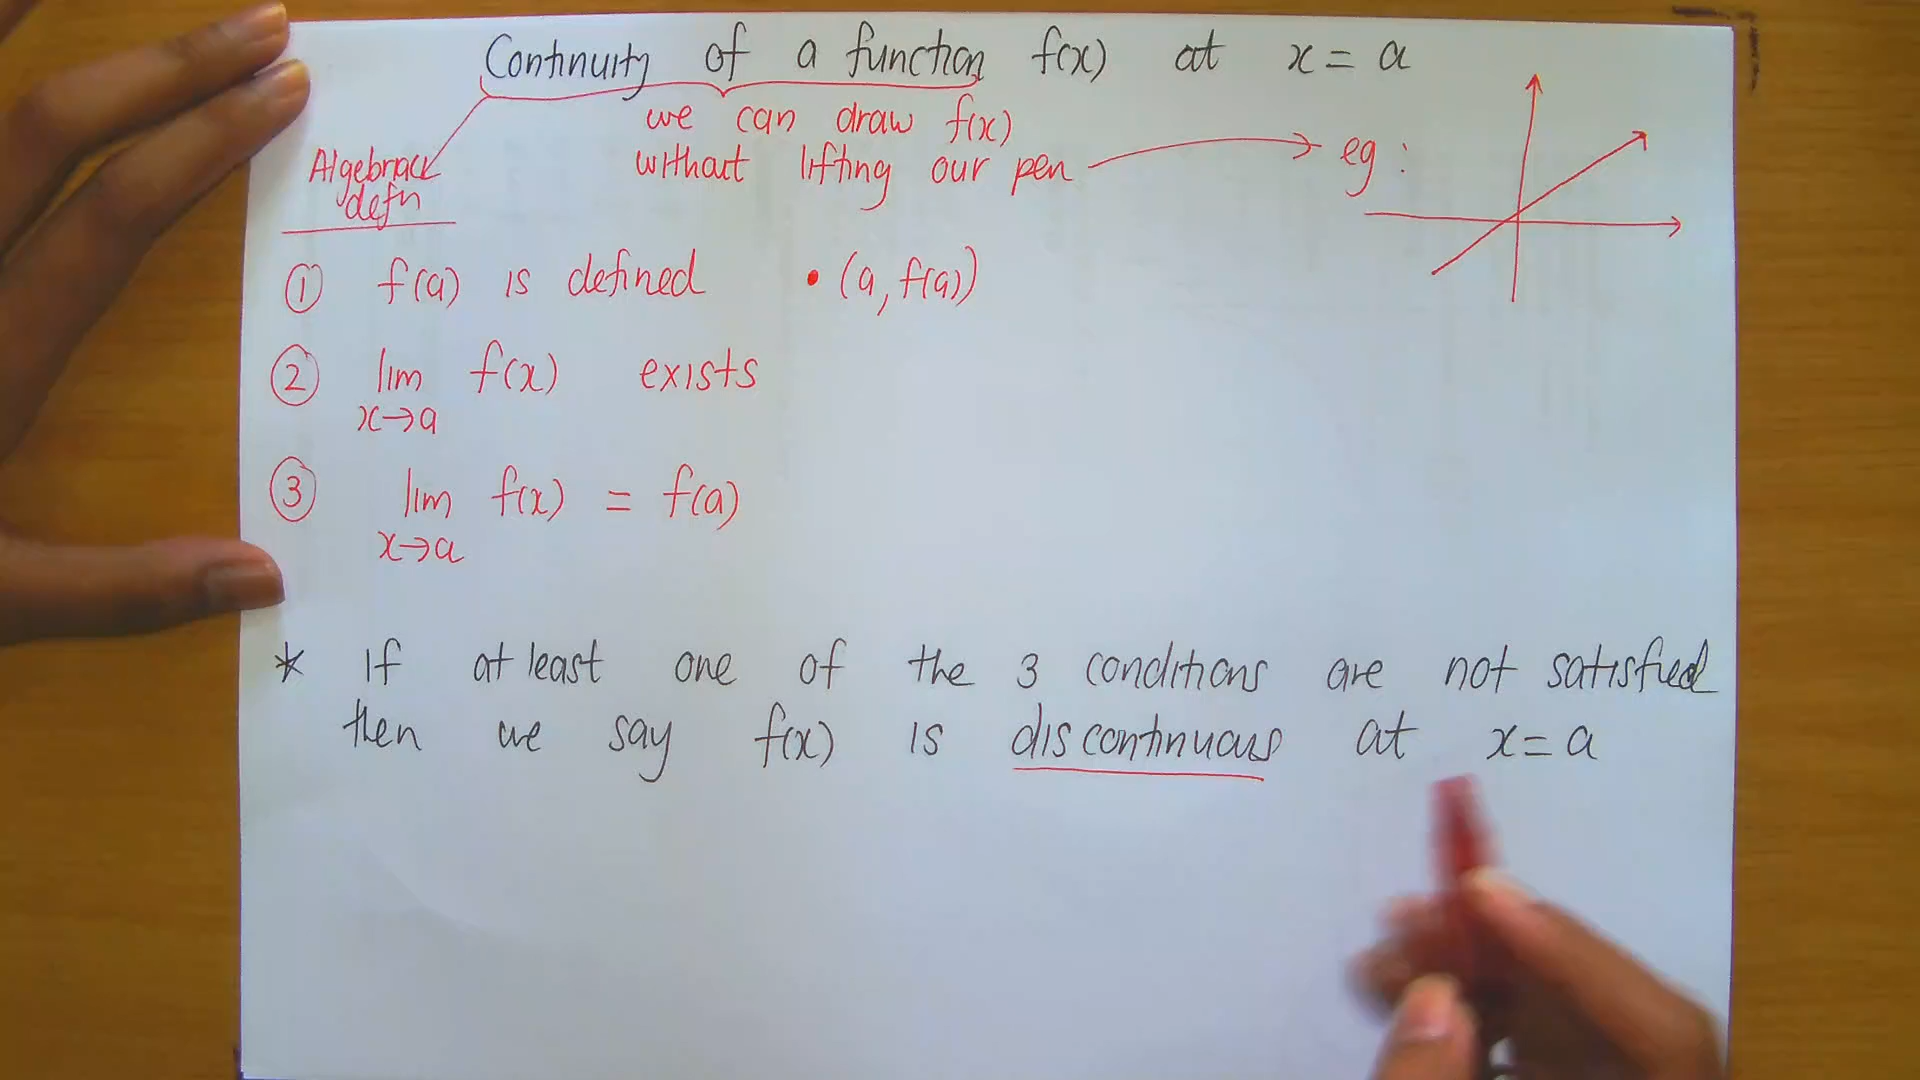 Continuity of a function f(x) at x = a
we can draw f(x)
without lifting our pen → eg :
Algebraic
defn
① f(a) is defined • (a, f(a))
② lim f(x) exists
x→a
③ lim f(x) = f(a)
x→a
* If at least one of the 3 conditions are not satisfied
then we say f(x) is discontinuous at x = a